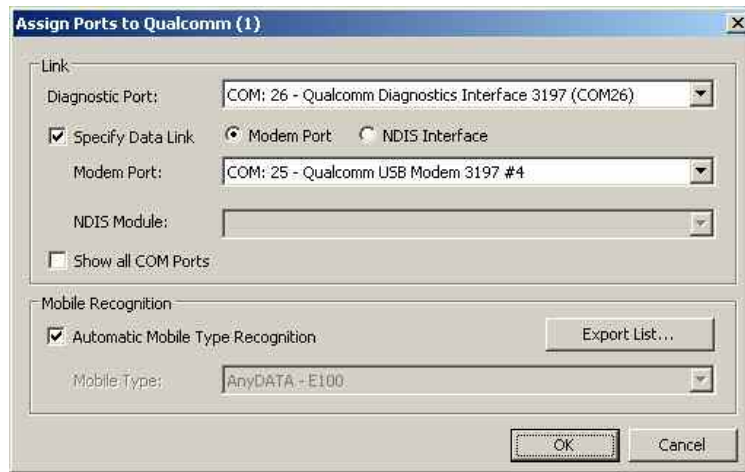 Assign Ports to Qualcomm (1)
Link
Diagnostic Port: COM: 26 - Qualcomm Diagnostics Interface 3197 (COM26)
Specify Data Link Modem Port NDIS Interface
Modem Port: COM: 25 - Qualcomm USB Modem 3197 #4
NDIS Module:
Show all COM Ports
Mobile Recognition
Automatic Mobile Type Recognition Export List...
Mobile Type: AnyDATA - E100
OK Cancel